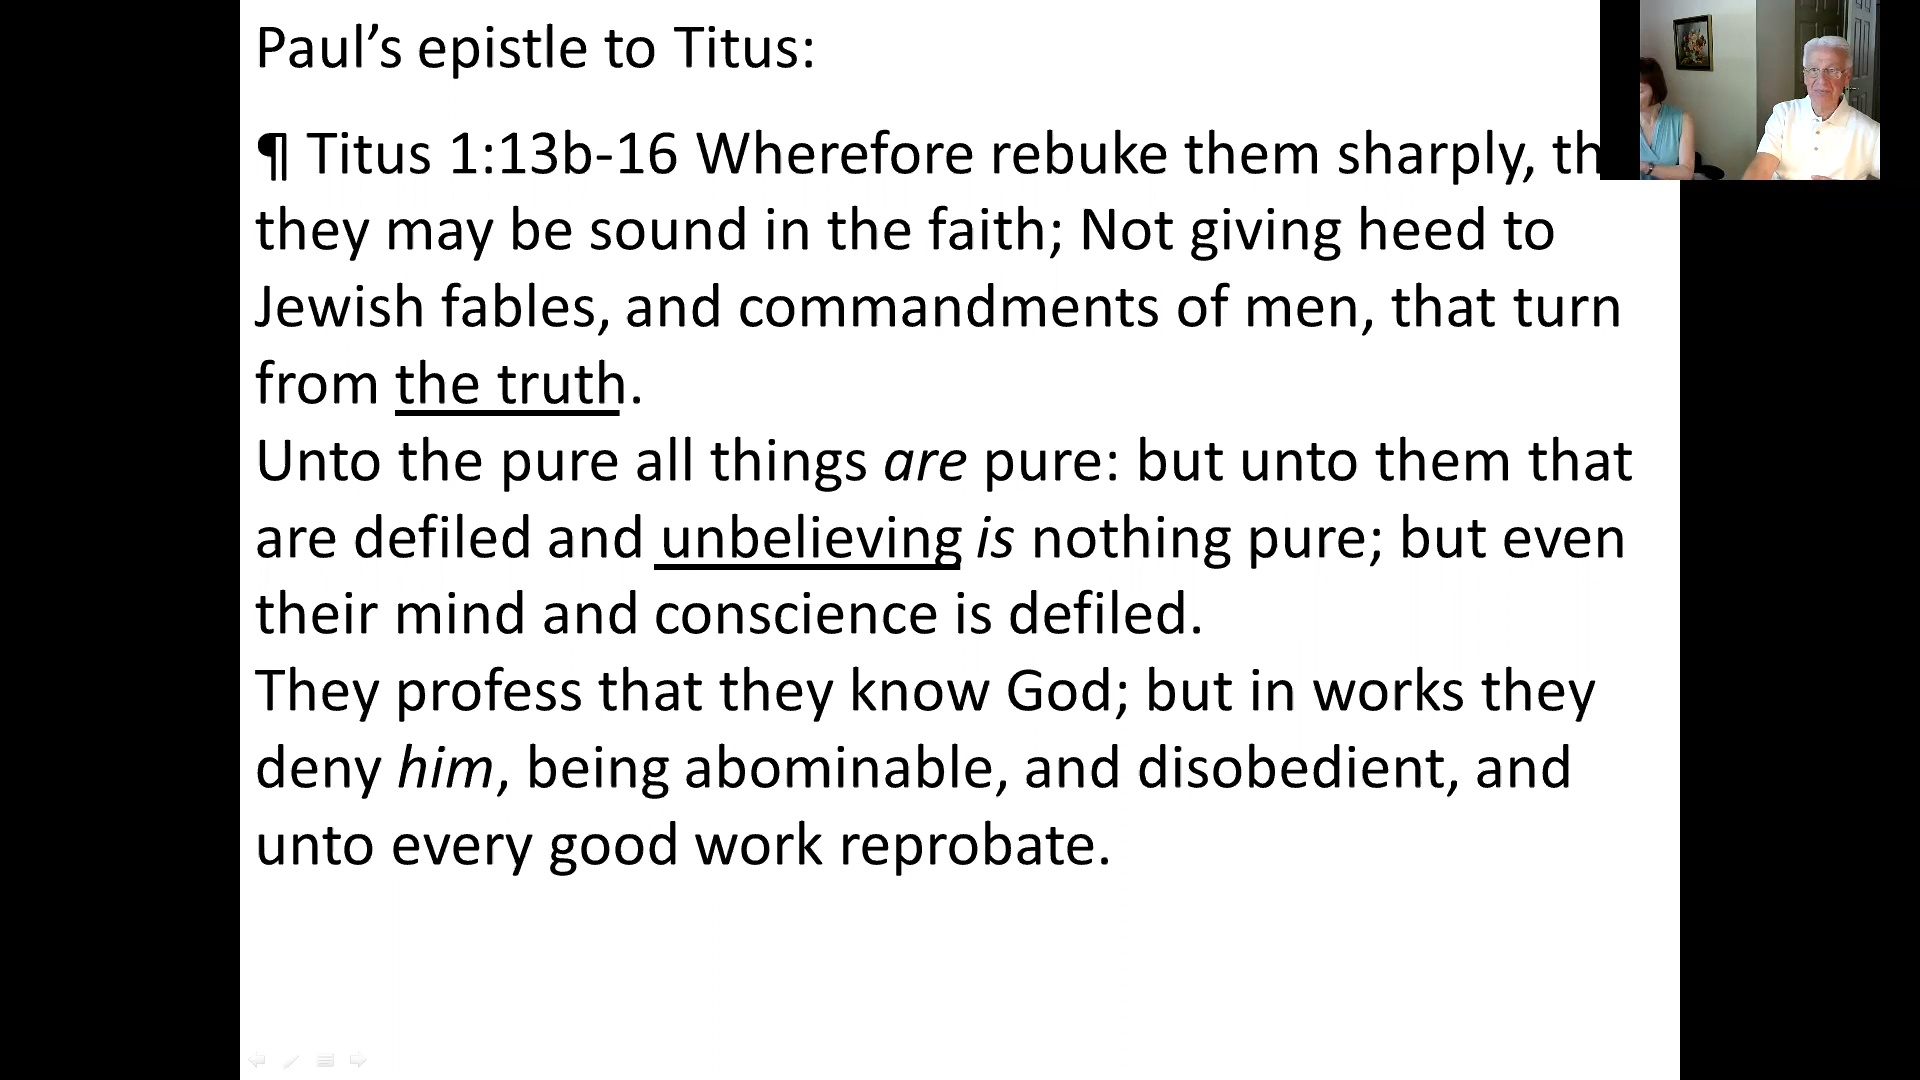 Paul’s epistle to Titus:
¶ Titus 1:13b-16 Wherefore rebuke them sharply, th
they may be sound in the faith; Not giving heed to
Jewish fables, and commandments of men, that turn
from the truth.
Unto the pure all things are pure: but unto them that
are defiled and unbelieving is nothing pure; but even
their mind and conscience is defiled.
They profess that they know God; but in works they
deny him, being abominable, and disobedient, and
unto every good work reprobate.